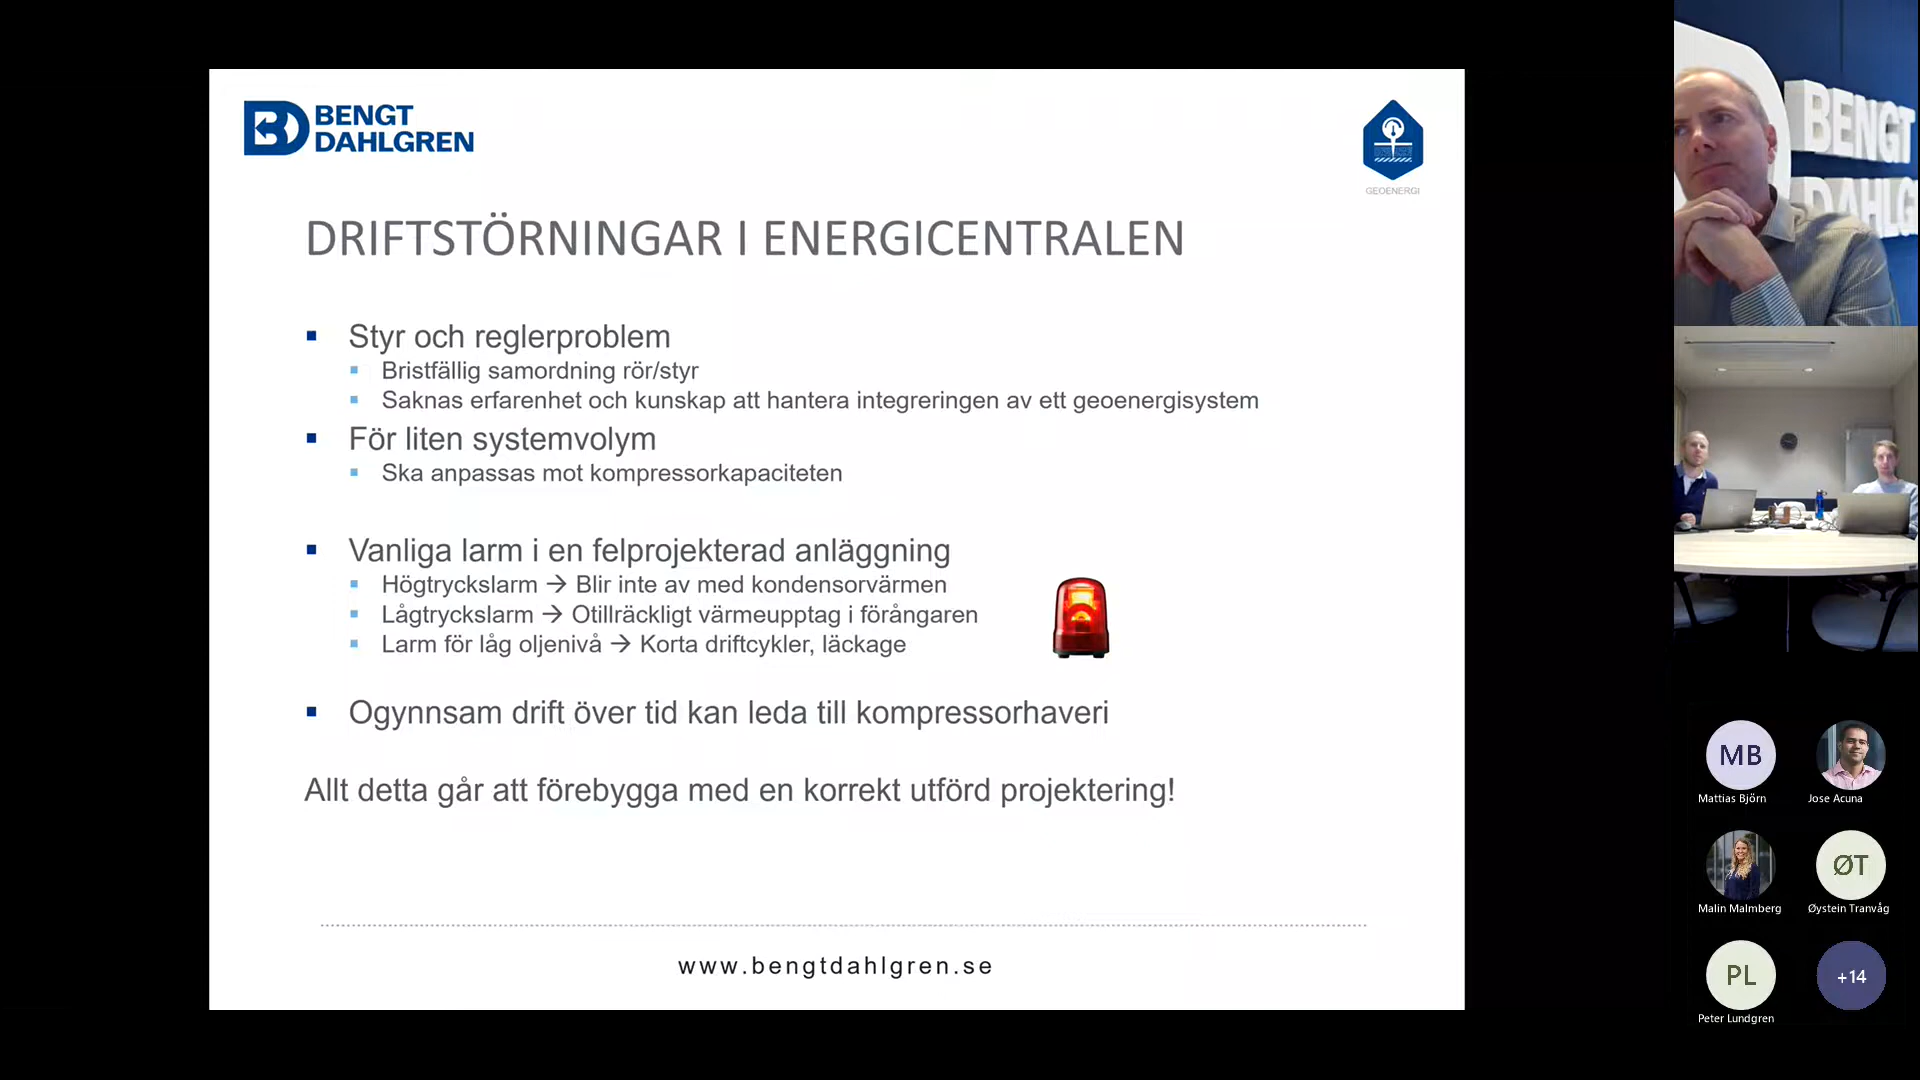 BENGT
DAHLGREN
GEOENERGI
DRIFTSTÖRNINGAR I ENERGICENTRALEN
▪ Styr och reglerproblem
▪ Bristfällig samordning rör/styr
▪ Saknas erfarenhet och kunskap att hantera integreringen av ett geoenergisystem
▪ För liten systemvolym
▪ Ska anpassas mot kompressorkapaciteten
▪ Vanliga larm i en felprojekterad anläggning
▪ Högtryckslarm → Blir inte av med kondensorvärmen
▪ Lågtryckslarm → Otillräckligt värmeupptag i förångaren
▪ Larm för låg oljenivå → Korta driftcykler, läckage
▪ Ogynnsam drift över tid kan leda till kompressorhaveri
Allt detta går att förebygga med en korrekt utförd projektering!
www.bengtdahlgren.se
BENGT
DAHLG
MB
Mattias Björn
Jose Acuna
Malin Malmberg
ØT
Øystein Tranvåg
PL
Peter Lundgren
+14